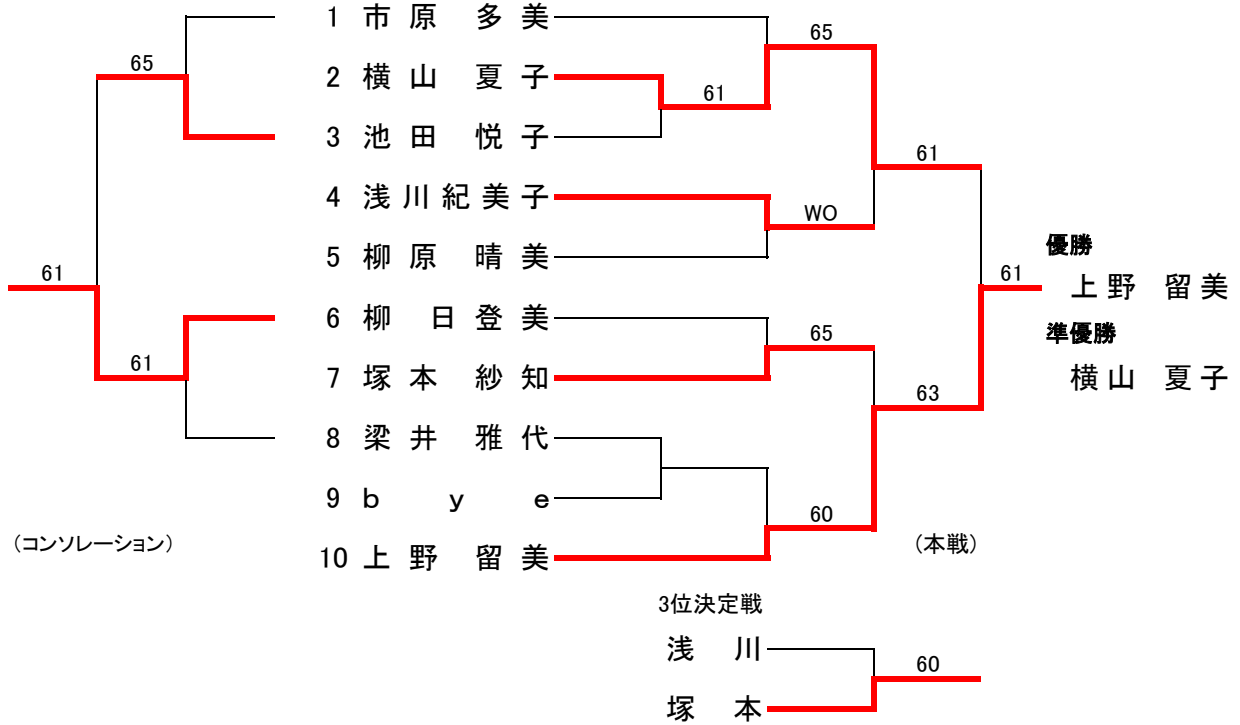 1 市原 多美
65
65
2 横山 夏子
61
3 池田 悦子
61
4 浅川紀美子
WO
5 柳原 晴美
優勝
61
61
上野 留美
6 柳 日登美
65
準優勝
61
7 塚本 紗知
横山 夏子
63
8 梁井 雅代
9 bye
60
(コンソレーション)
(本戦)
10 上野 留美
3位決定戦
浅川
60
塚本